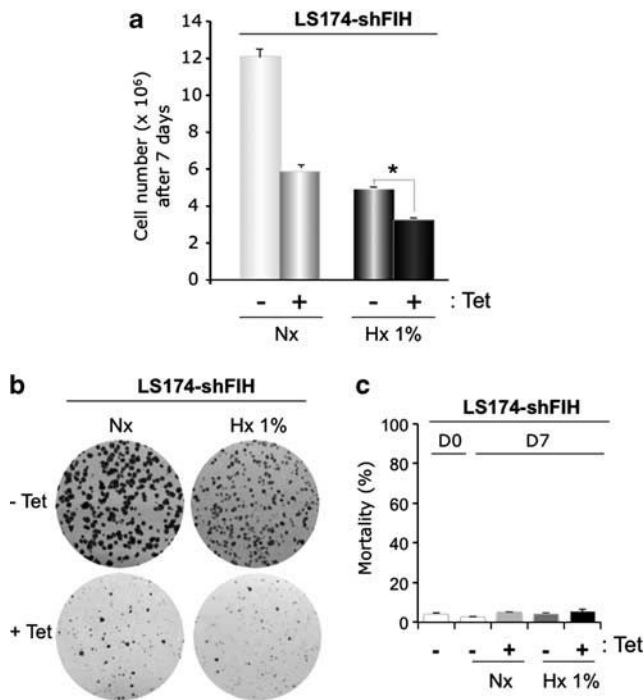 a
LS174-shFIH
Cell number (x 10⁶)
after 7 days
14
12
10
8
6
4
2
0
*
- + - + : Tet
Nx Hx 1%
b
LS174-shFIH
Nx Hx 1%
- Tet
+ Tet
c
LS174-shFIH
D0 D7
Mortality (%)
100
80
60
40
20
0
- - + - + : Tet
Nx Hx 1%